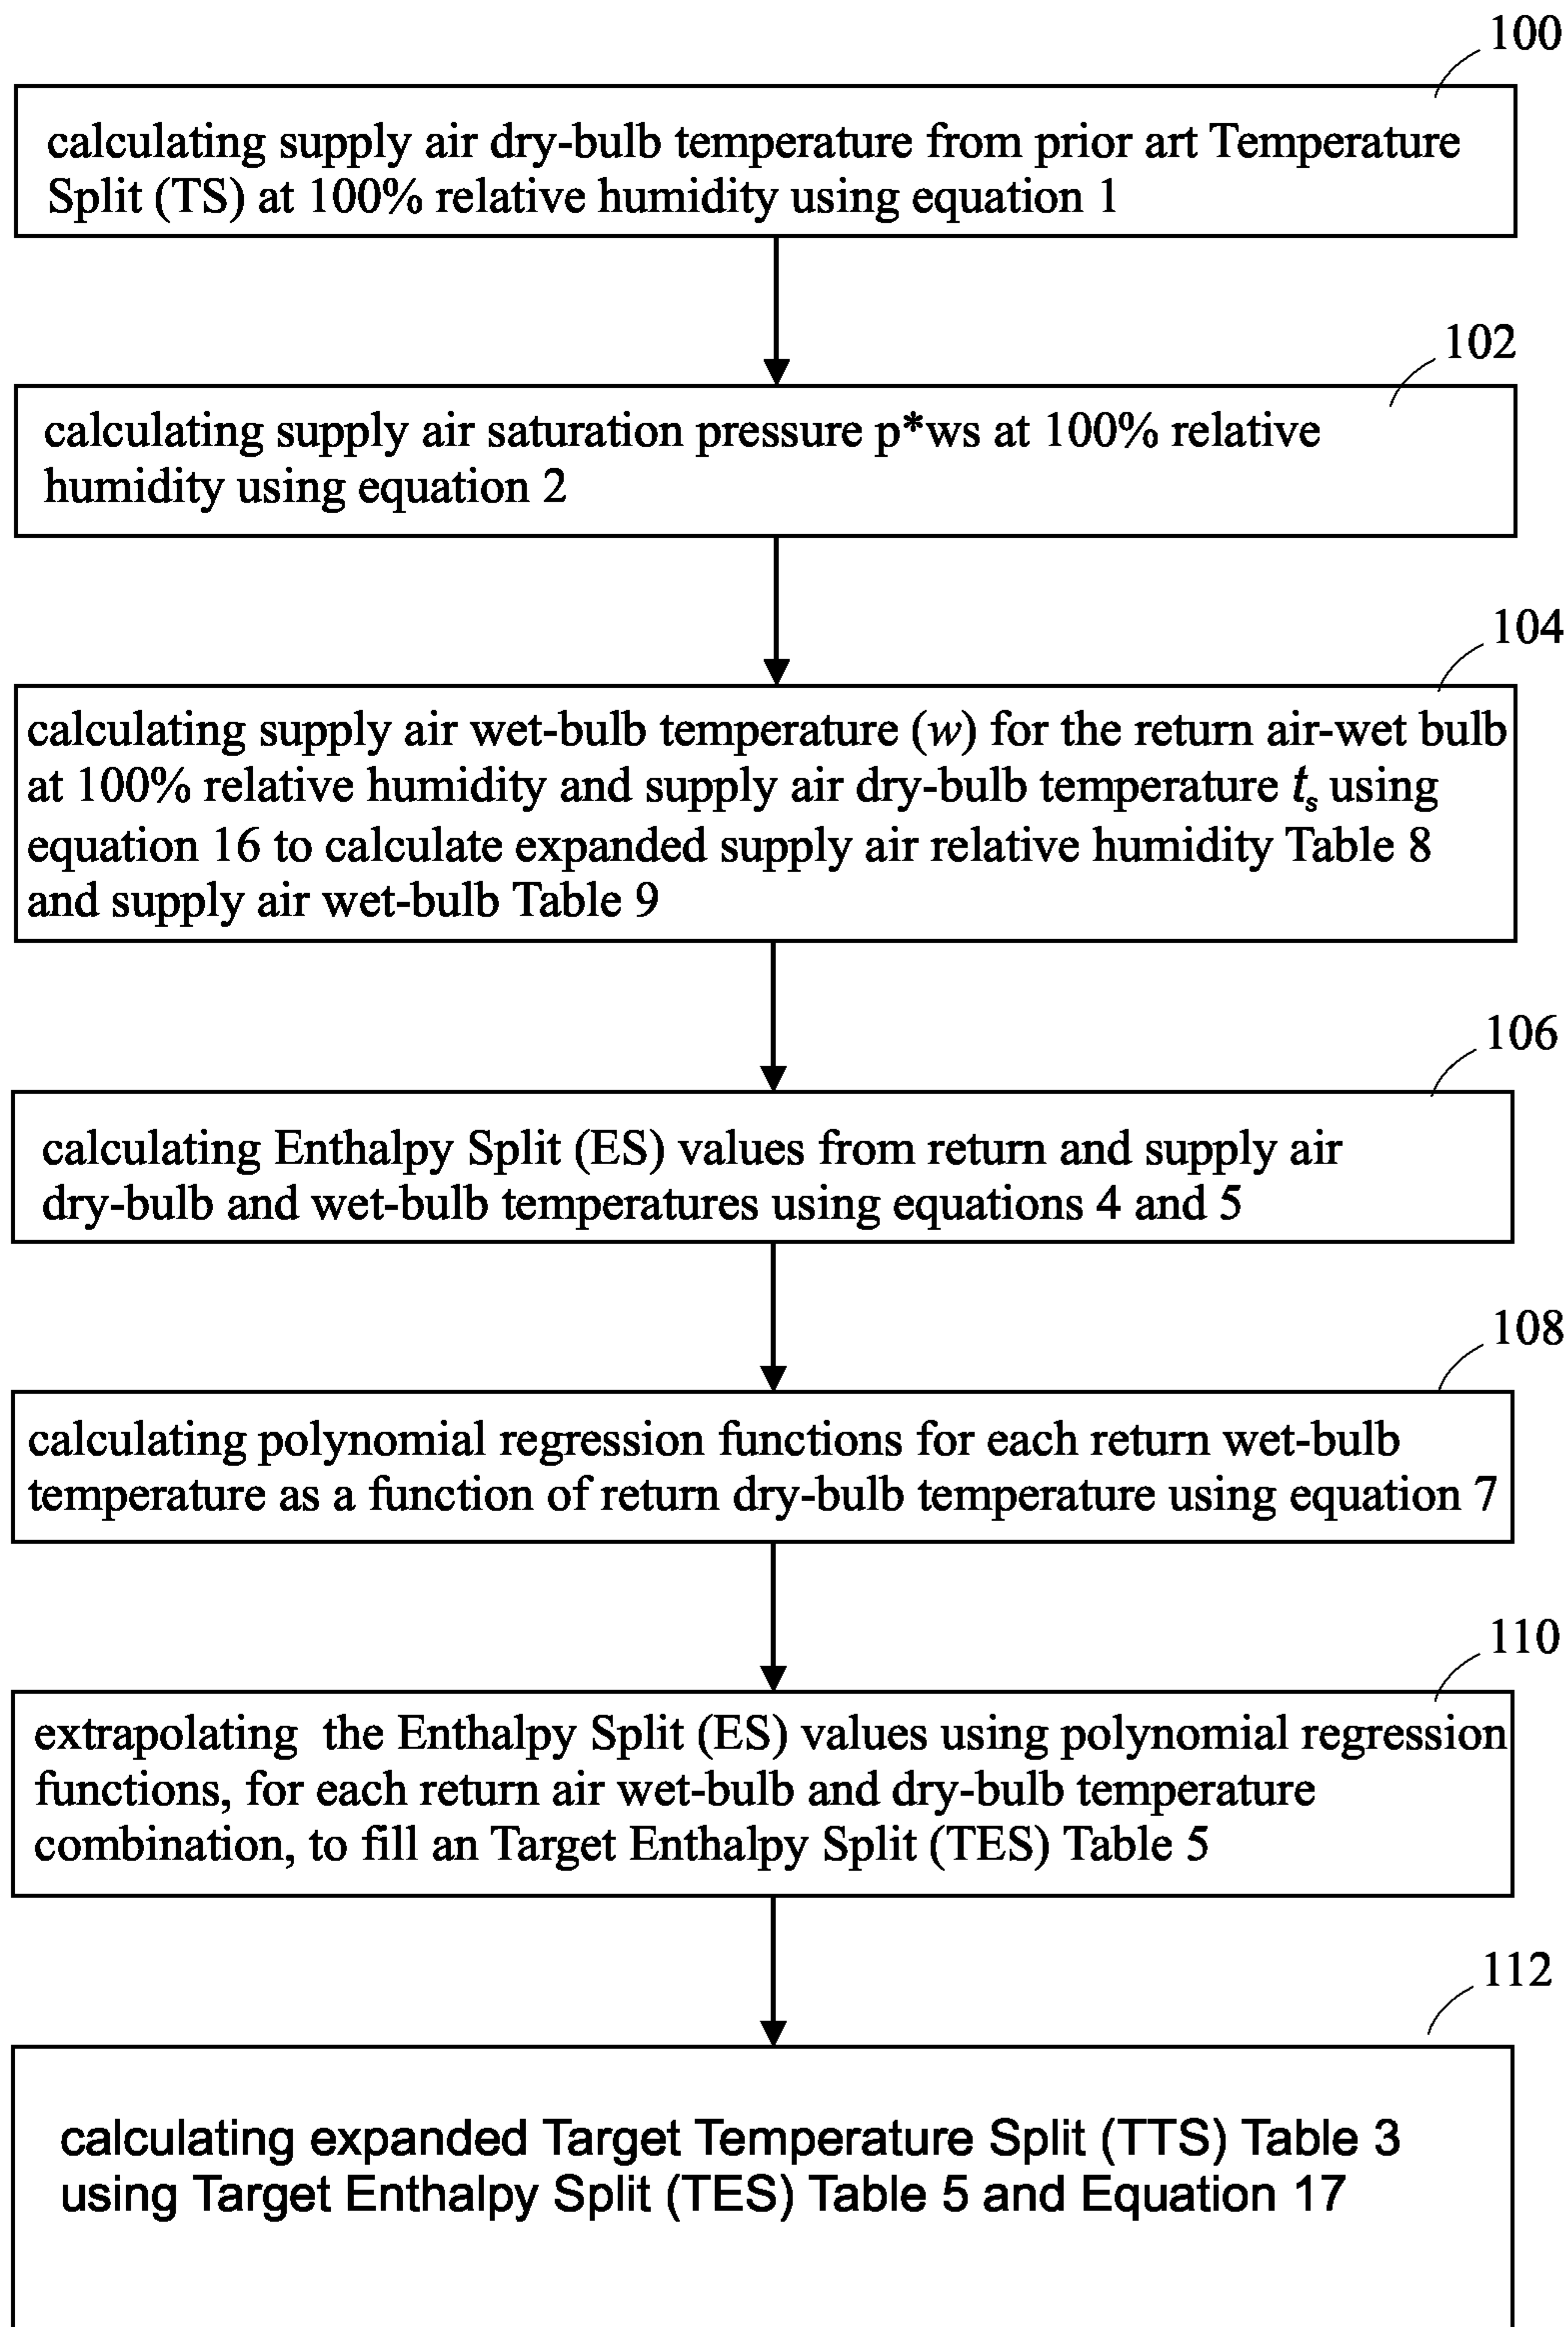 100
calculating supply air dry-bulb temperature from prior art Temperature
Split (TS) at 100% relative humidity using equation 1
102
calculating supply air saturation pressure p*ws at 100% relative
humidity using equation 2
104
calculating supply air wet-bulb temperature (w) for the return air-wet bulb
at 100% relative humidity and supply air dry-bulb temperature ts using
equation 16 to calculate expanded supply air relative humidity Table 8
and supply air wet-bulb Table 9
106
calculating Enthalpy Split (ES) values from return and supply air
dry-bulb and wet-bulb temperatures using equations 4 and 5
108
calculating polynomial regression functions for each return wet-bulb
temperature as a function of return dry-bulb temperature using equation 7
110
extrapolating the Enthalpy Split (ES) values using polynomial regression
functions, for each return air wet-bulb and dry-bulb temperature
combination, to fill an Target Enthalpy Split (TES) Table 5
112
calculating expanded Target Temperature Split (TTS) Table 3
using Target Enthalpy Split (TES) Table 5 and Equation 17